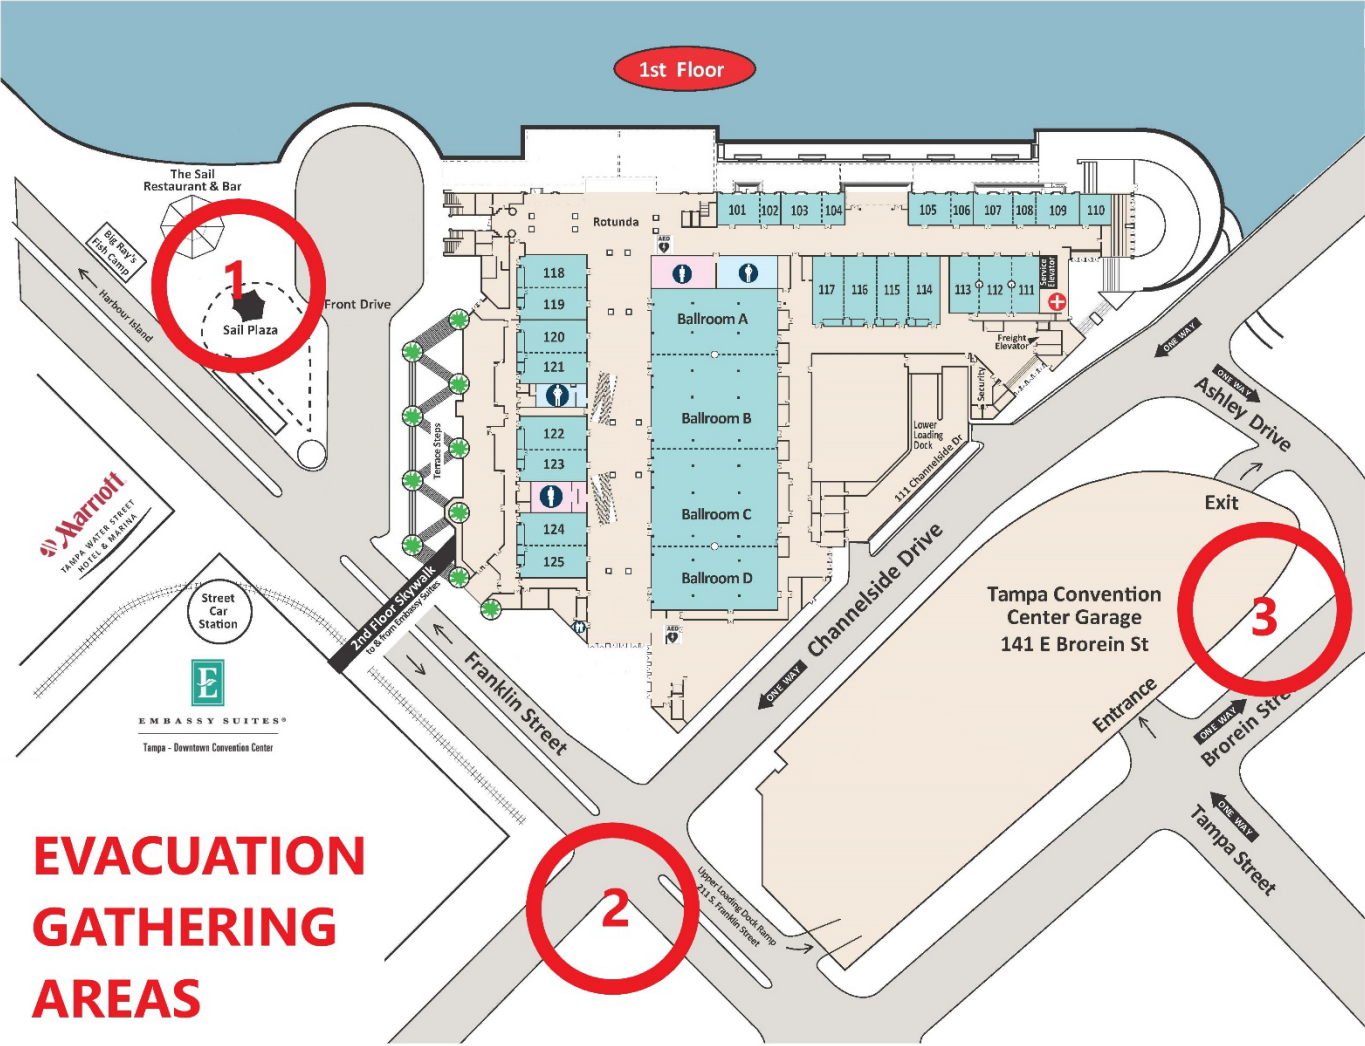 1st Floor
The Sail
Restaurant & Bar
Big Ray's
Fish Camp
Harbour Island
1
Sail Plaza
Front Drive
Rotunda
AED
101
102
103
104
105
106
107
108
109
110
118
119
120
121
122
123
124
125
Ballroom A
Ballroom B
Ballroom C
Ballroom D
117
116
115
114
113
112
111
Service
Elevator
Freight
Elevator
Security
Lower
Loading
Dock
111 Channelside Dr
Terrace Steps
ONE WAY
ONE WAY
Ashley Drive
Exit
Marriott
TAMPA WATER STREET
HOTEL & MARINA
Street
Car
Station
2nd Floor Skywalk
to & from Embassy Suites
AED
E
EMBASSY SUITES®
Tampa - Downtown Convention Center
Franklin Street
Channelside Drive
ONE WAY
Tampa Convention
Center Garage
141 E Brorein St
3
Entrance
ONE WAY
Brorein Stre
ONE WAY
Tampa Street
Upper Loading Dock Ramp
211 S. Franklin Street
2
EVACUATION
GATHERING
AREAS